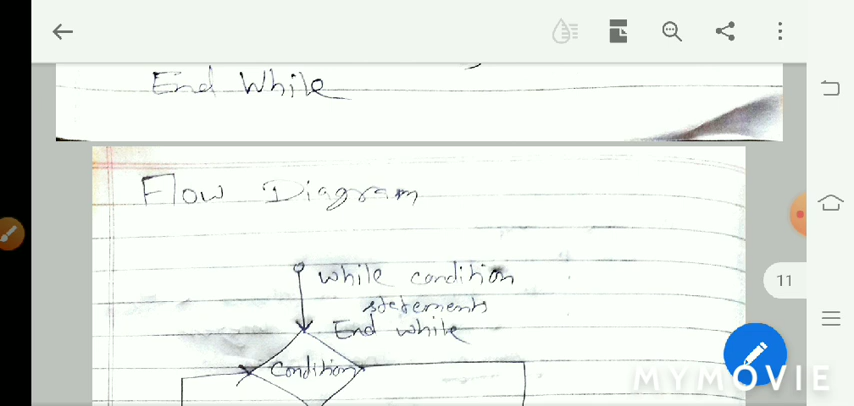 End While
Flow Diagram
while condition
statements
End while
Condition
11
MYMOVIE